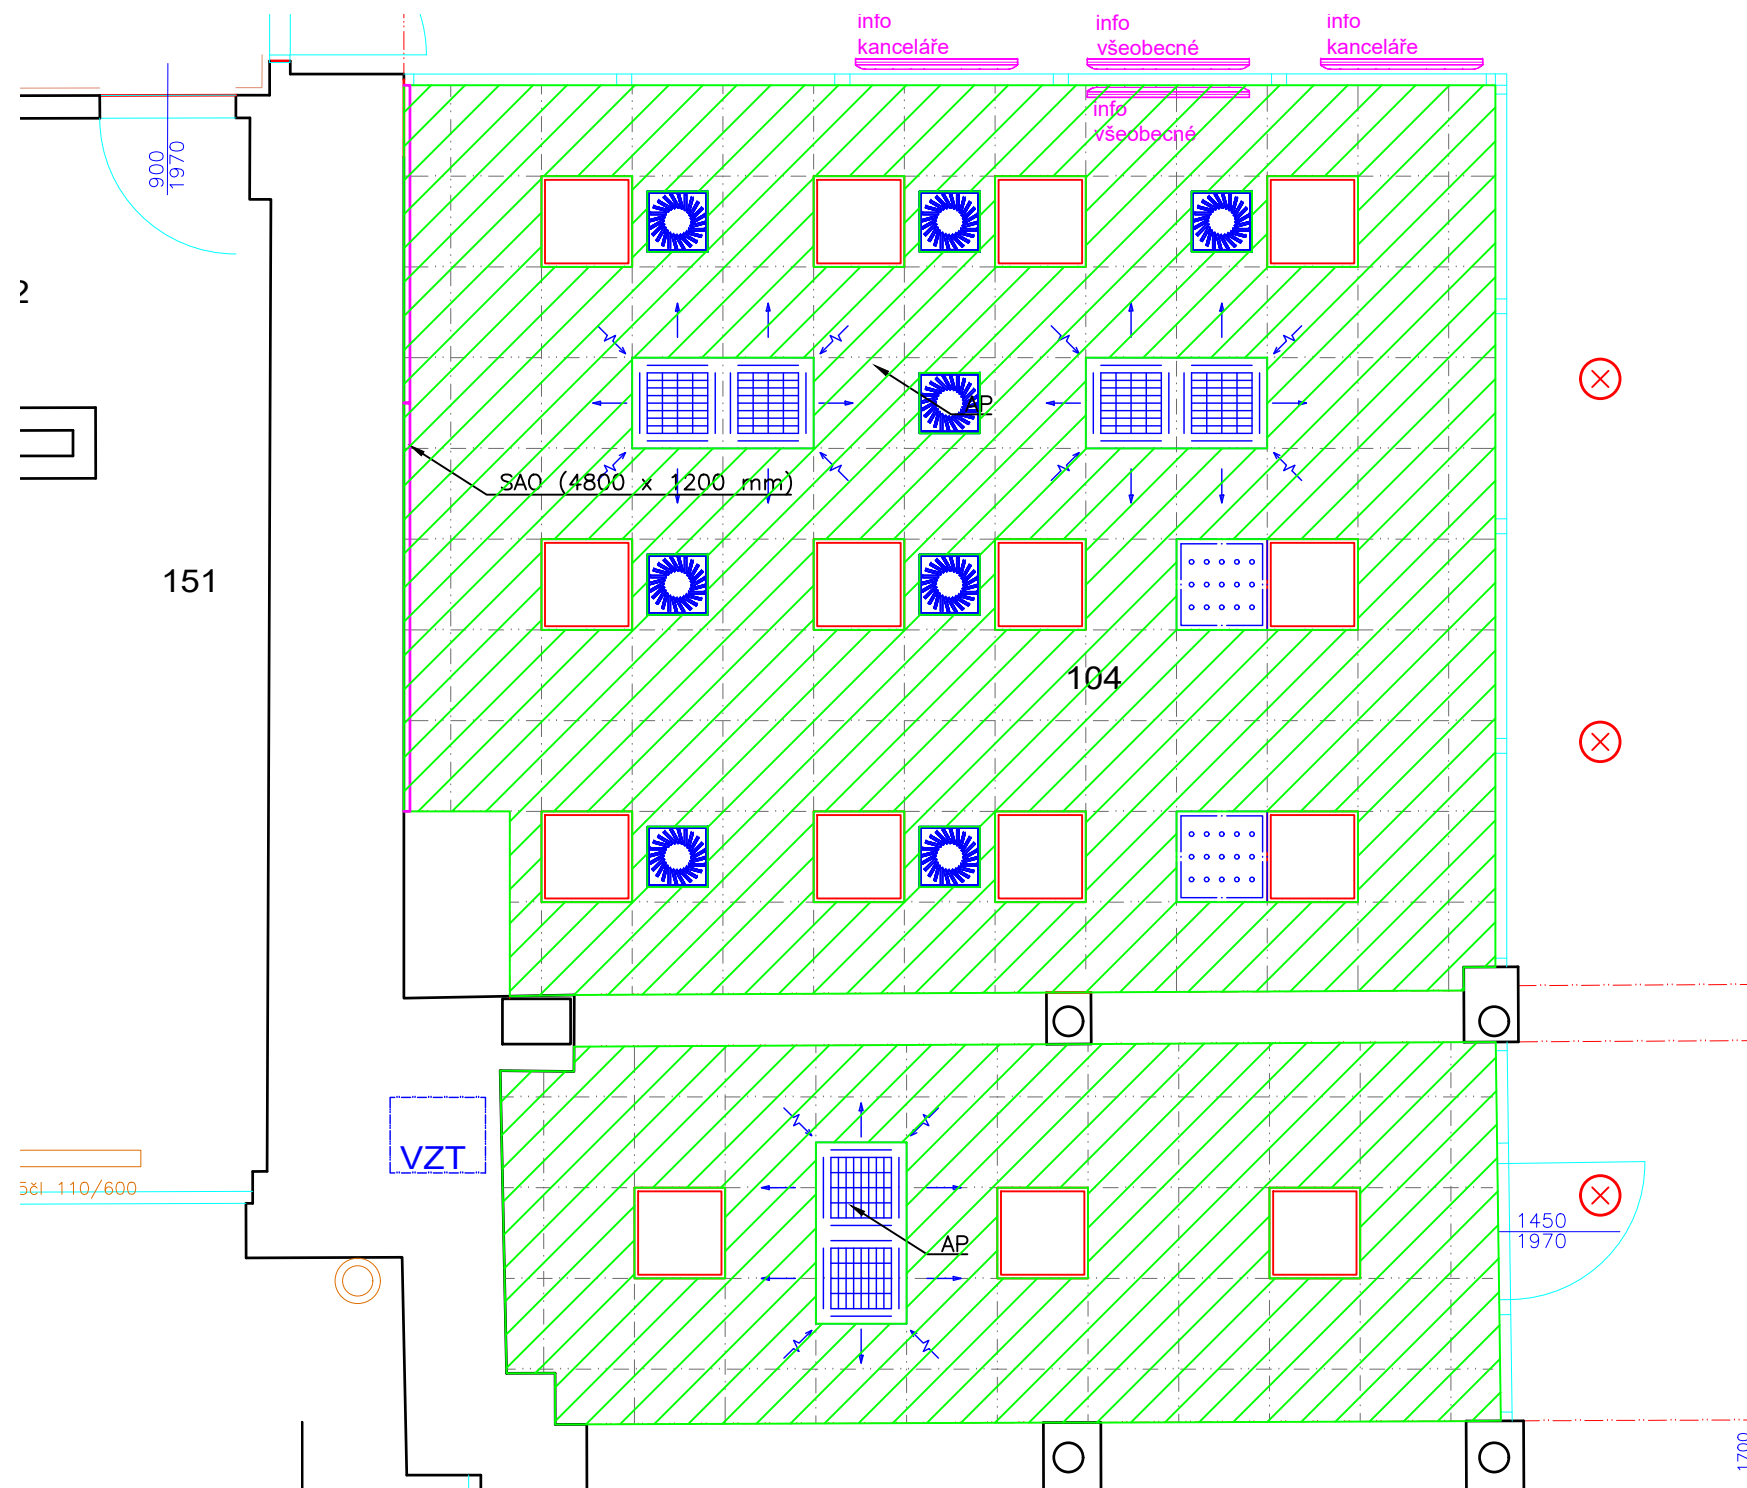 info
kanceláře
info
všeobecné
info
kanceláře
info
všeobecné
900
1970
2
AP
SAO (4800 x 1200 mm)
151
104
VZT
5čl 110/600
AP
1450
1970
1700